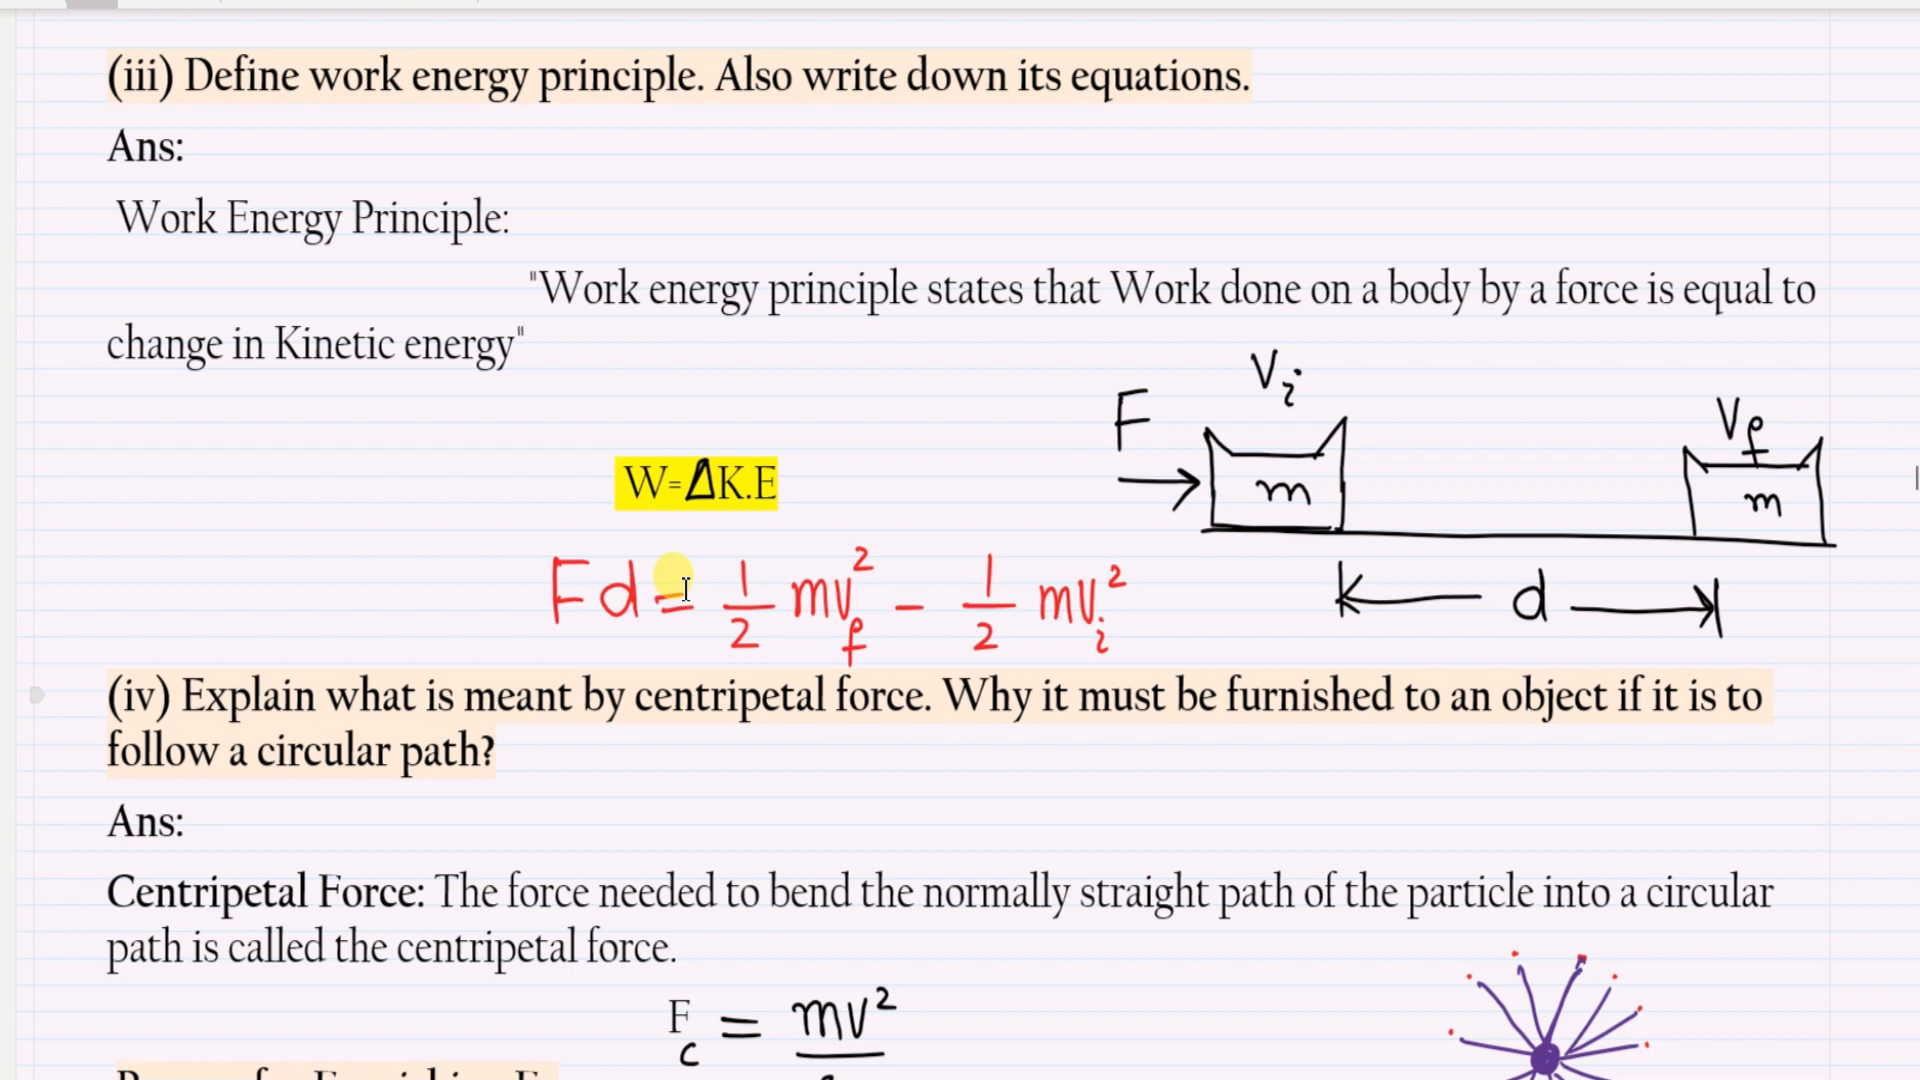 (iii) Define work energy principle. Also write down its equations.
Ans:
Work Energy Principle:
"Work energy principle states that Work done on a body by a force is equal to
change in Kinetic energy"
F
Vi
Vf
m
m
W=ΔK.E
Fd = 1/2 mvf² - 1/2 mvi²
d
(iv) Explain what is meant by centripetal force. Why it must be furnished to an object if it is to
follow a circular path?
Ans:
Centripetal Force: The force needed to bend the normally straight path of the particle into a circular
path is called the centripetal force.
Fc = mv²